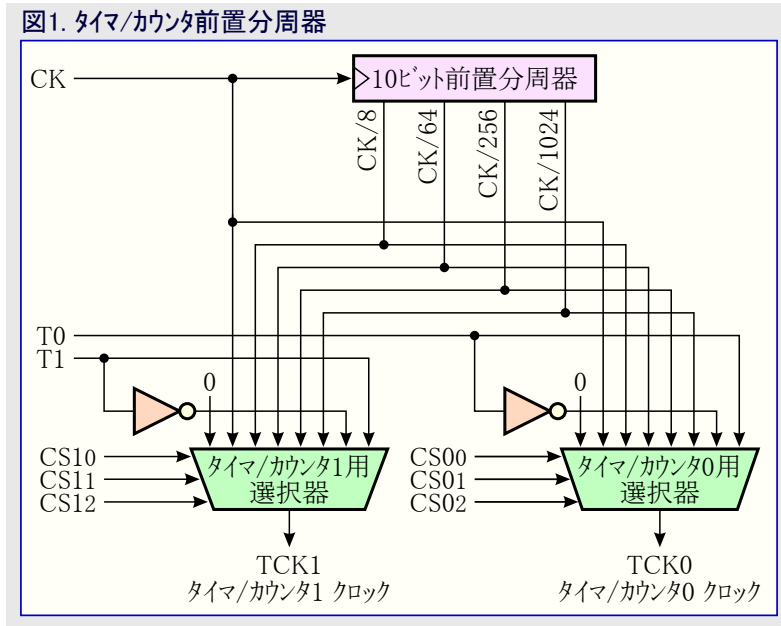 図1. タイマ/カウンタ前置分周器
CK
10ビット前置分周器
CK/8
CK/64
CK/256
CK/1024
T0
T1
0
0
CS10
CS11
CS12
タイマ/カウンタ1用
選択器
CS00
CS01
CS02
タイマ/カウンタ0用
選択器
TCK1
タイマ/カウンタ1 クロック
TCK0
タイマ/カウンタ0 クロック